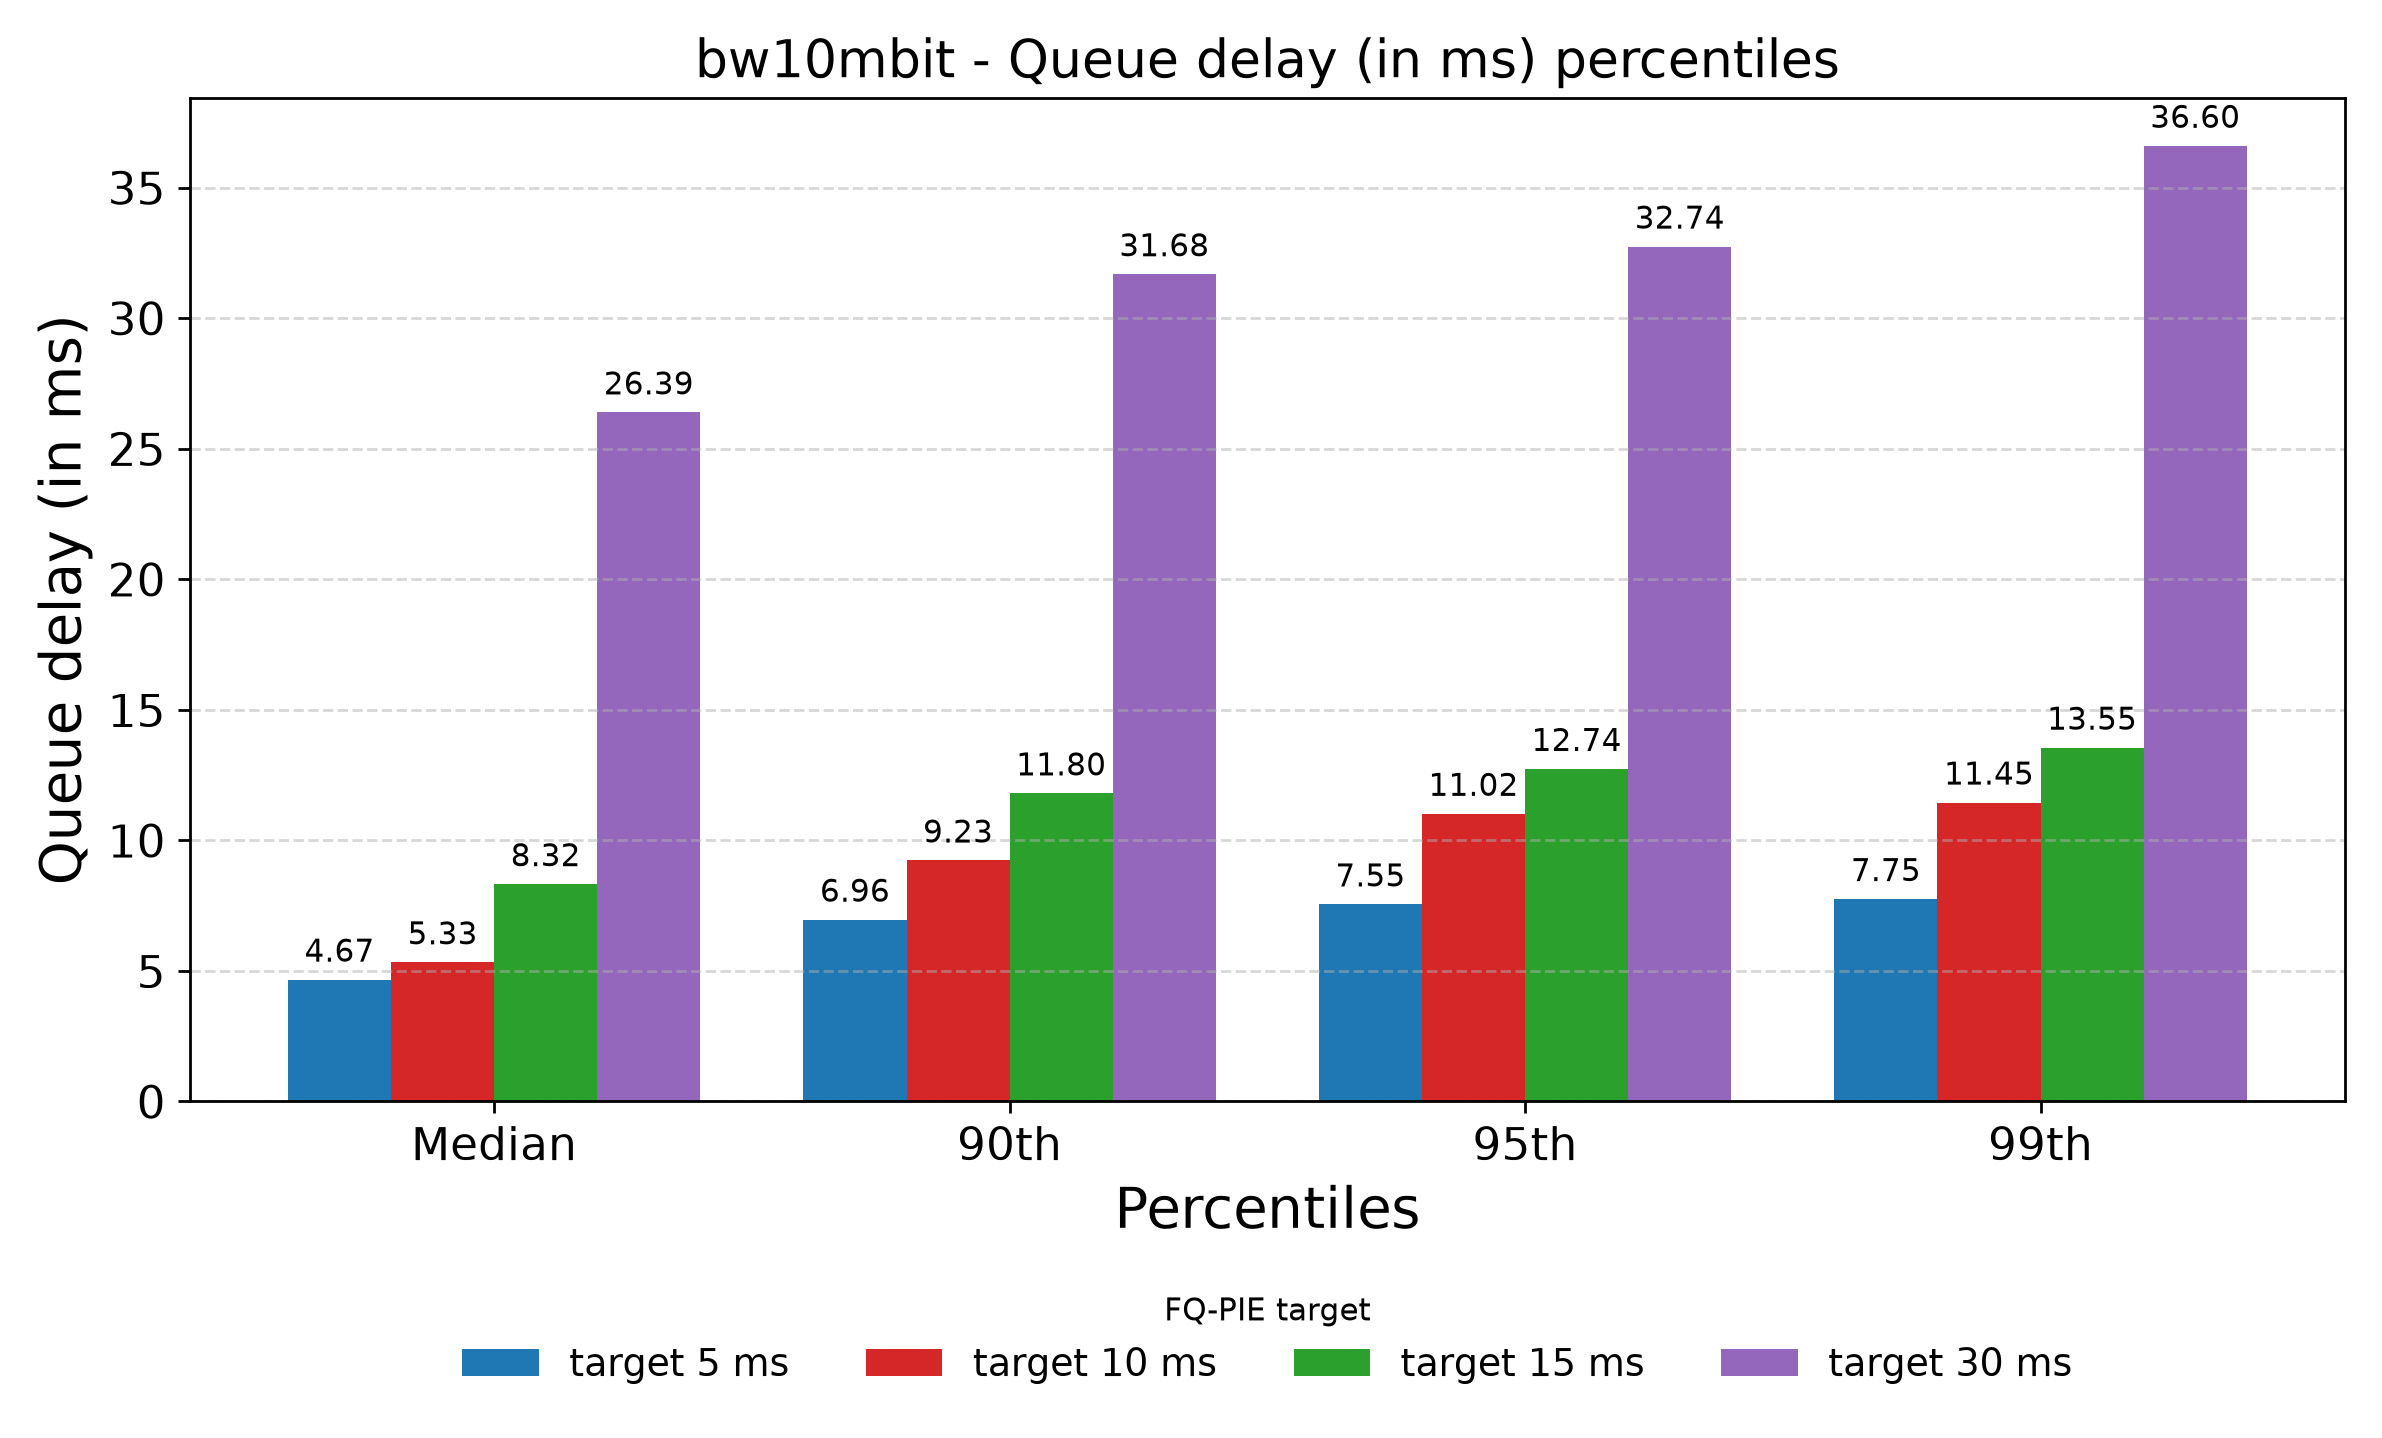 bw10mbit - Queue delay (in ms) percentiles
Queue delay (in ms)
35
30
25
20
15
10
5
0
4.67
5.33
8.32
26.39
6.96
9.23
11.80
31.68
7.55
11.02
12.74
32.74
7.75
11.45
13.55
36.60
Median
90th
95th
99th
Percentiles
FQ-PIE target
target 5 ms
target 10 ms
target 15 ms
target 30 ms